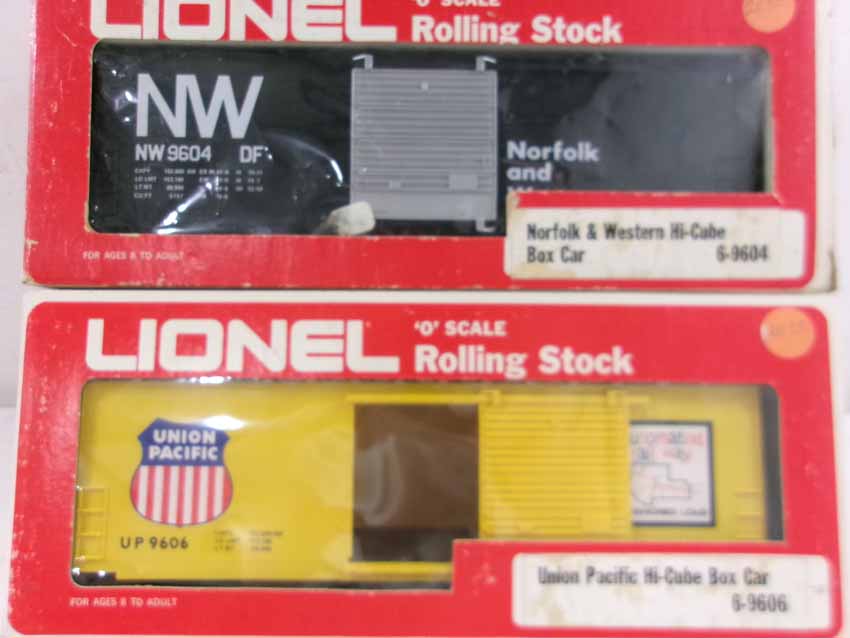 LIONEL
'O' SCALE
Rolling Stock
NW
NW 9604 DF
Norfolk
and
FOR AGES 8 TO ADULT
Norfolk & Western Hi-Cube
Box Car 6-9604
LIONEL
'O' SCALE
Rolling Stock
UNION
PACIFIC
UP 9606
Union Pacific Hi-Cube Box Car
6-9606
FOR AGES 8 TO ADULT